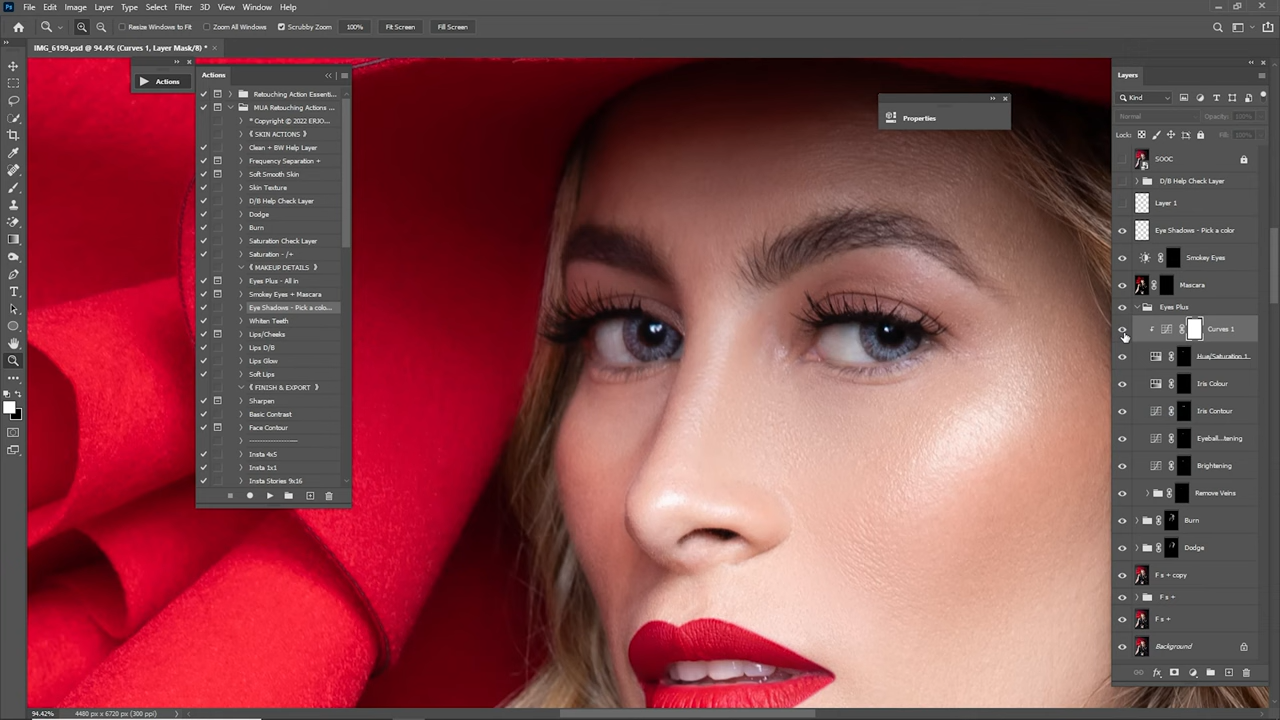 Ps File Edit Image Layer Type Select Filter 3D View Window Help
Resize Windows to Fit Zoom All Windows Scrubby Zoom 100% Fit Screen Fill Screen
IMG_6199.psd @ 94.4% (Curves 1, Layer Mask/8) *
Actions
Actions
Retouching Action Essenti...
MUA Retouching Actions ...
* Copyright © 2022 ERJO...
《 SKIN ACTIONS 》
Clean + BW Help Layer
Frequency Separation +
Soft Smooth Skin
Skin Texture
D/B Help Check Layer
Dodge
Burn
Saturation Check Layer
Saturation - /+
《 MAKEUP DETAILS 》
Eyes Plus - All in
Smokey Eyes + Mascara
Eye Shadows - Pick a colo...
Whiten Teeth
Lips/Cheeks
Lips D/B
Lips Glow
Soft Lips
《 FINISH & EXPORT 》
Sharpen
Basic Contrast
Face Contour
--------------------
Insta 4x5
Insta 1x1
Insta Stories 9x16
Properties
Layers
Kind
Normal Opacity: 100%
Lock: Fill: 100%
SOOC
D/B Help Check Layer
Layer 1
Eye Shadows - Pick a color
Smokey Eyes
Mascara
Eyes Plus
Curves 1
Hue/Saturation 1
Iris Colour
Iris Contour
Eyeball...tening
Brightening
Remove Veins
Burn
Dodge
F s + copy
F s +
F s +
Background
94.42% 4480 px x 6720 px (300 ppi)